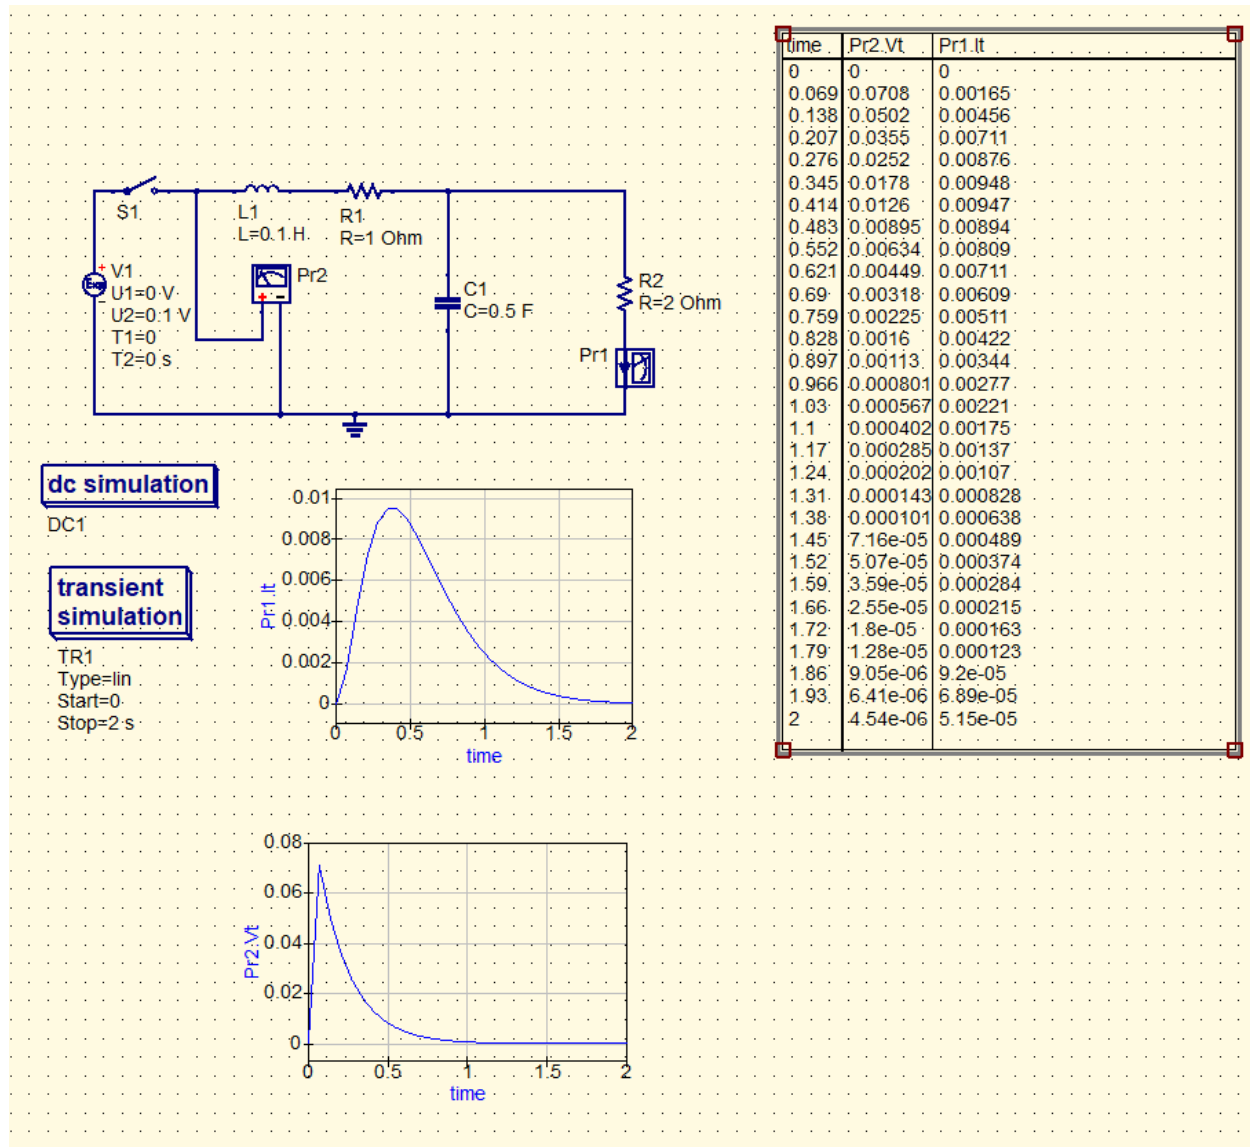 S1
L1
L=0.1 H
R1
R=1 Ohm
V1
U1=0 V
U2=0.1 V
T1=0
T2=0 s
Pr2
C1
C=0.5 F
R2
R=2 Ohm
Pr1
dc simulation
DC1
transient
simulation
TR1
Type=lin
Start=0
Stop=2 s
0.01
0.008
0.006
0.004
0.002
0
Pr1.It
0 0.5 1 1.5 2
time
0.08
0.06
0.04
0.02
0
Pr2.Vt
0 0.5 1 1.5 2
time
time Pr2.Vt Pr1.It
0 0 0
0.069 0.0708 0.00165
0.138 0.0502 0.00456
0.207 0.0355 0.00711
0.276 0.0252 0.00876
0.345 0.0178 0.00948
0.414 0.0126 0.00947
0.483 0.00895 0.00894
0.552 0.00634 0.00809
0.621 0.00449 0.00711
0.69 0.00318 0.00609
0.759 0.00225 0.00511
0.828 0.0016 0.00422
0.897 0.00113 0.00344
0.966 0.000801 0.00277
1.03 0.000567 0.00221
1.1 0.000402 0.00175
1.17 0.000285 0.00137
1.24 0.000202 0.00107
1.31 0.000143 0.000828
1.38 0.000101 0.000638
1.45 7.16e-05 0.000489
1.52 5.07e-05 0.000374
1.59 3.59e-05 0.000284
1.66 2.55e-05 0.000215
1.72 1.8e-05 0.000163
1.79 1.28e-05 0.000123
1.86 9.05e-06 9.2e-05
1.93 6.41e-06 6.89e-05
2 4.54e-06 5.15e-05